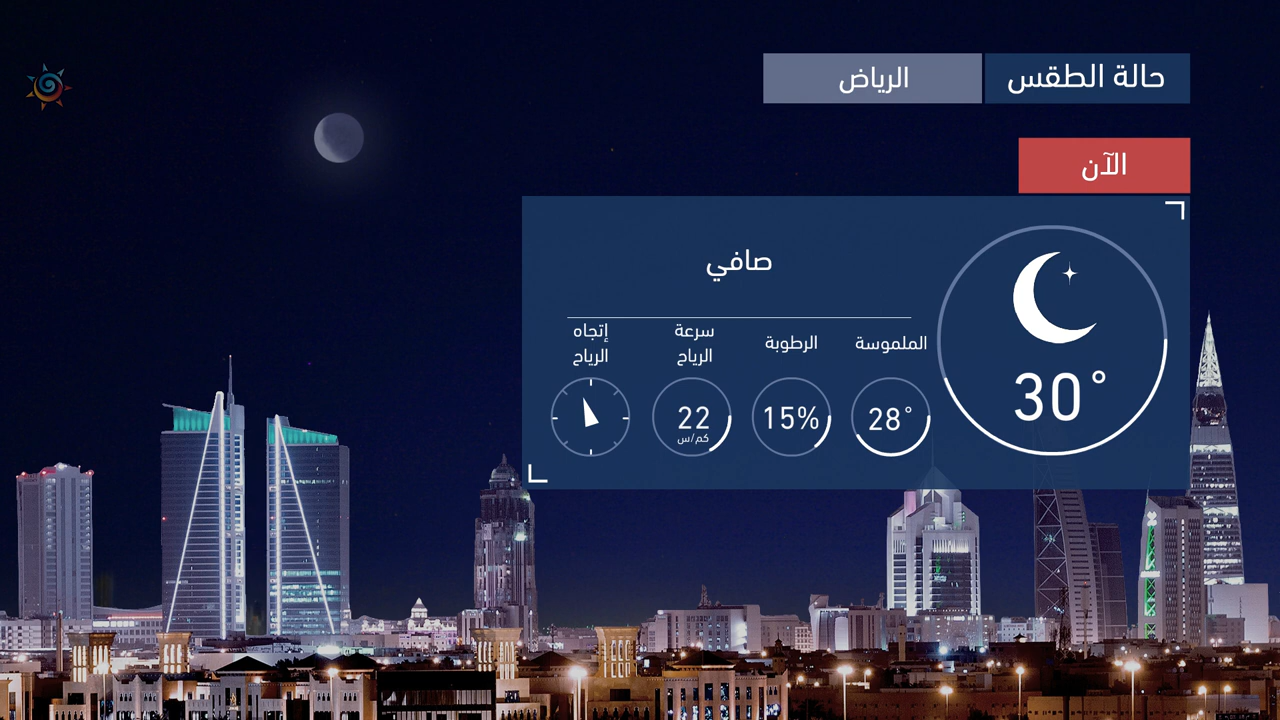 حالة الطقس
الرياض
الآن
صافي
30°
الملموسة
28°
الرطوبة
15%
سرعة
الرياح
22
كم/س
إتجاه
الرياح